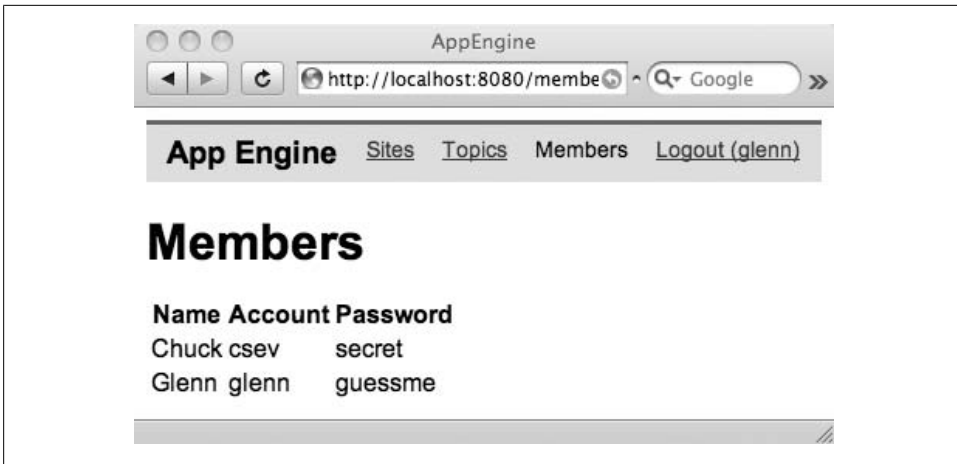 AppEngine
http://localhost:8080/membe
Google
App Engine Sites Topics Members Logout (glenn)
Members
Name Account Password
Chuck csev secret
Glenn glenn guessme